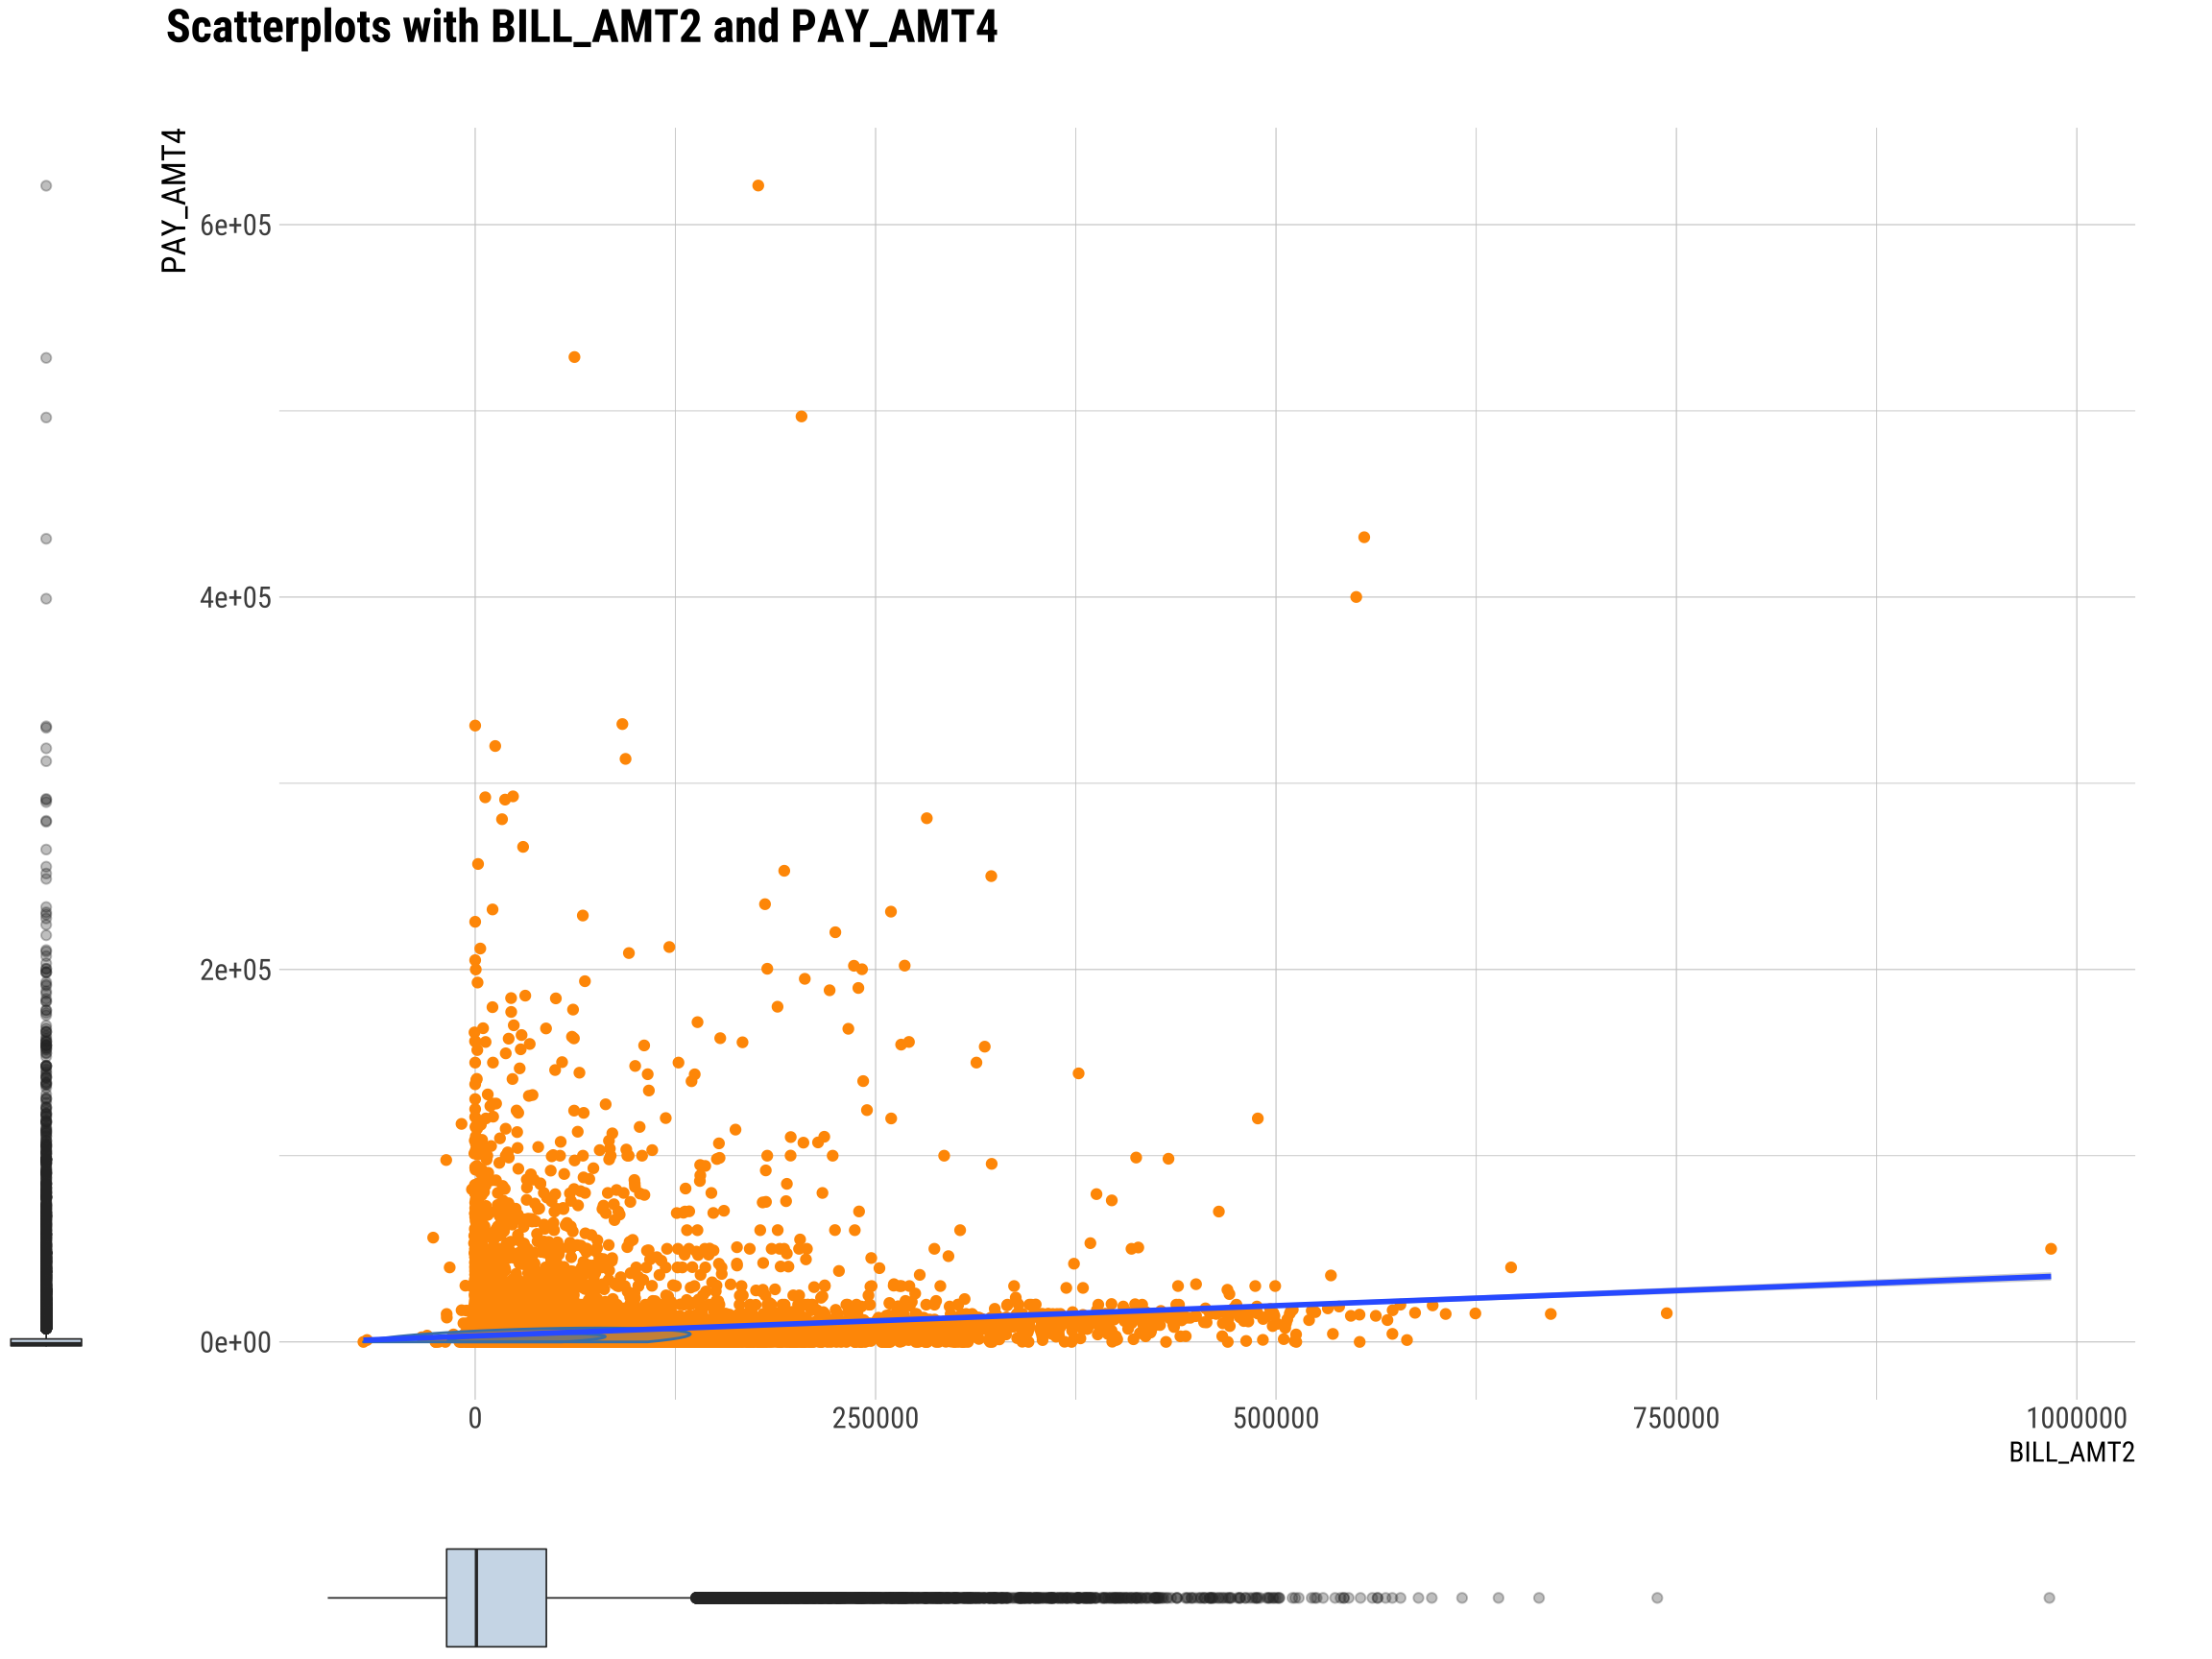 Scatterplots with BILL_AMT2 and PAY_AMT4
PAY_AMT4
6e+05
4e+05
2e+05
0e+00
0 250000 500000 750000 1000000
BILL_AMT2